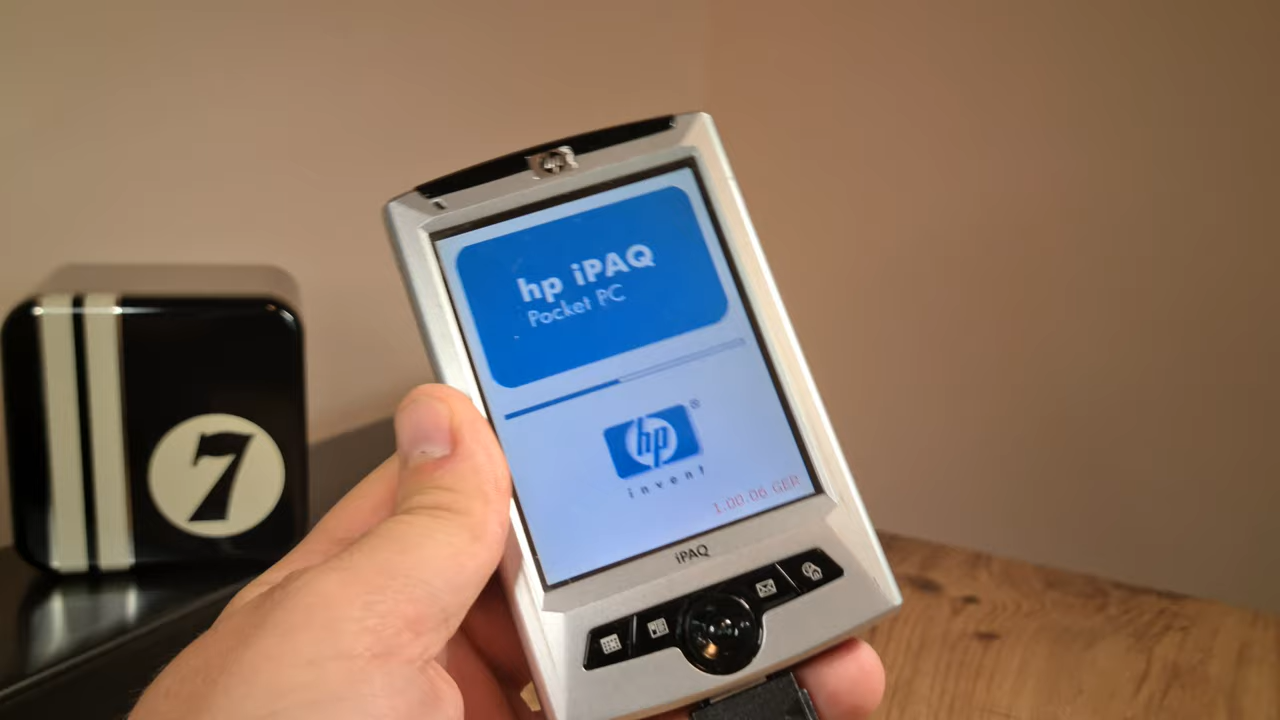 hp iPAQ
Pocket PC
hp®
invent
1.00.06 GER
iPAQ
7